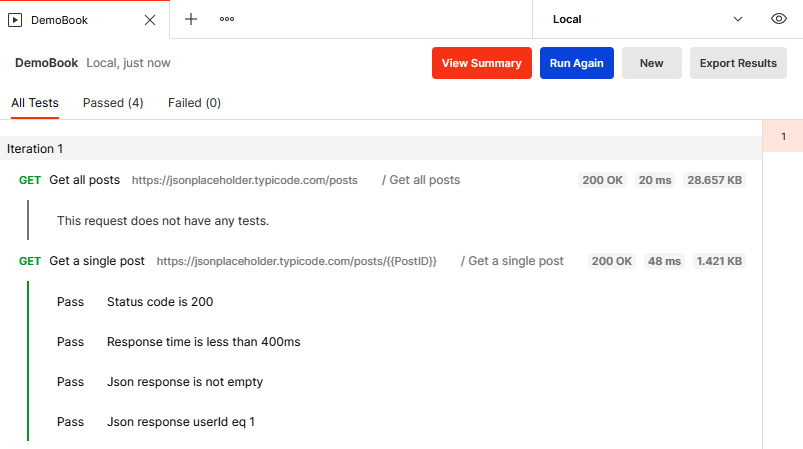 DemoBook
Local
DemoBook Local, just now View Summary Run Again New Export Results
All Tests Passed (4) Failed (0)
Iteration 1
1
GET Get all posts https://jsonplaceholder.typicode.com/posts / Get all posts 200 OK 20 ms 28.657 KB
This request does not have any tests.
GET Get a single post https://jsonplaceholder.typicode.com/posts/{{PostID}} / Get a single post 200 OK 48 ms 1.421 KB
Pass Status code is 200
Pass Response time is less than 400ms
Pass Json response is not empty
Pass Json response userId eq 1